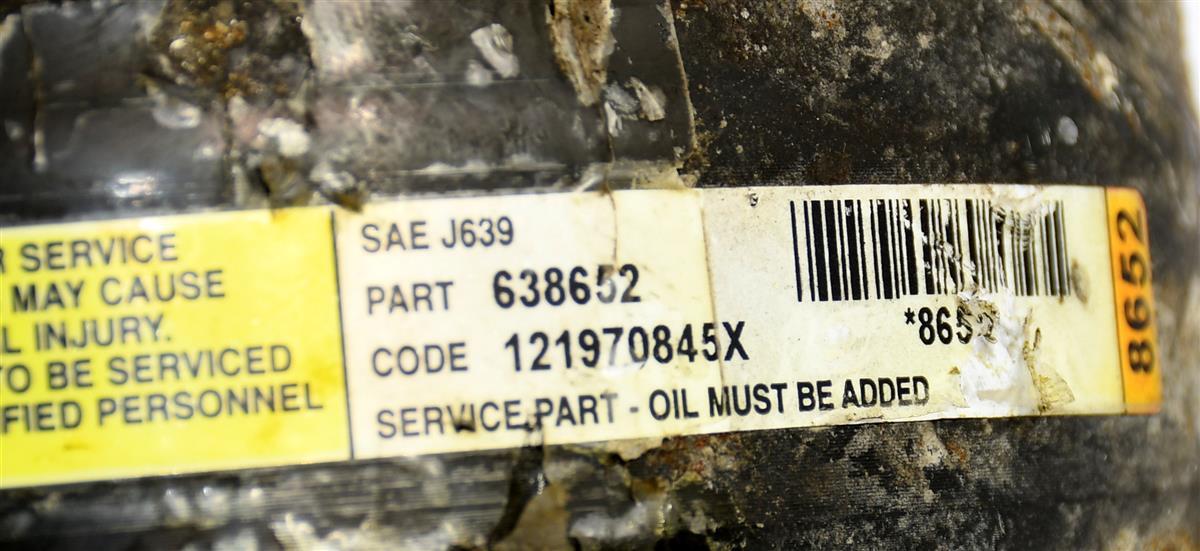 R SERVICE
MAY CAUSE
L INJURY.
TO BE SERVICED
FIED PERSONNEL
SAE J639
PART 638652
CODE 121970845X
SERVICE PART - OIL MUST BE ADDED
*8652
8652